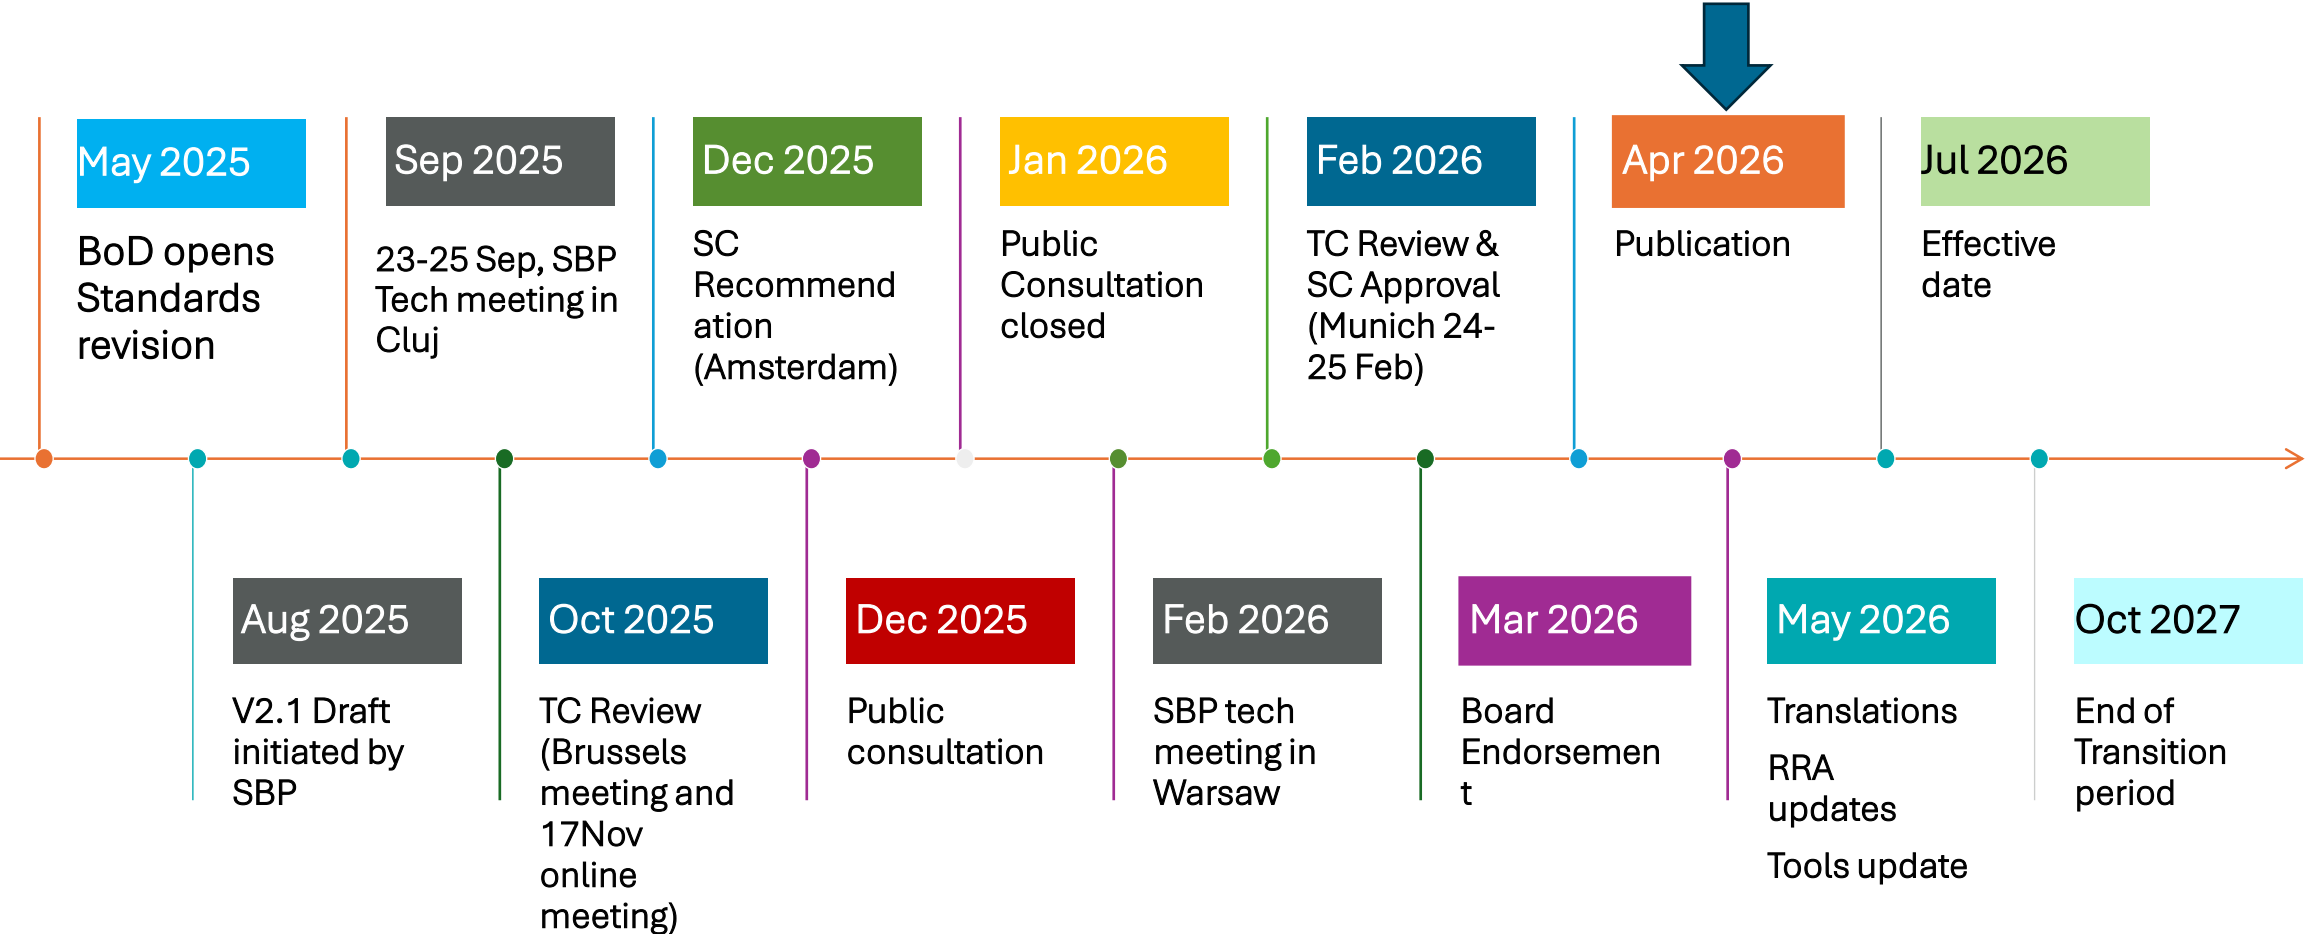 May 2025
BoD opens
Standards
revision
Aug 2025
V2.1 Draft
initiated by
SBP
Sep 2025
23-25 Sep, SBP
Tech meeting in
Cluj
Oct 2025
TC Review
(Brussels
meeting and
17Nov
online
meeting)
Dec 2025
SC
Recommend
ation
(Amsterdam)
Dec 2025
Public
consultation
Jan 2026
Public
Consultation
closed
Feb 2026
SBP tech
meeting in
Warsaw
Feb 2026
TC Review &
SC Approval
(Munich 24-
25 Feb)
Mar 2026
Board
Endorsemen
t
Apr 2026
Publication
May 2026
Translations
RRA
updates
Tools update
Jul 2026
Effective
date
Oct 2027
End of
Transition
period